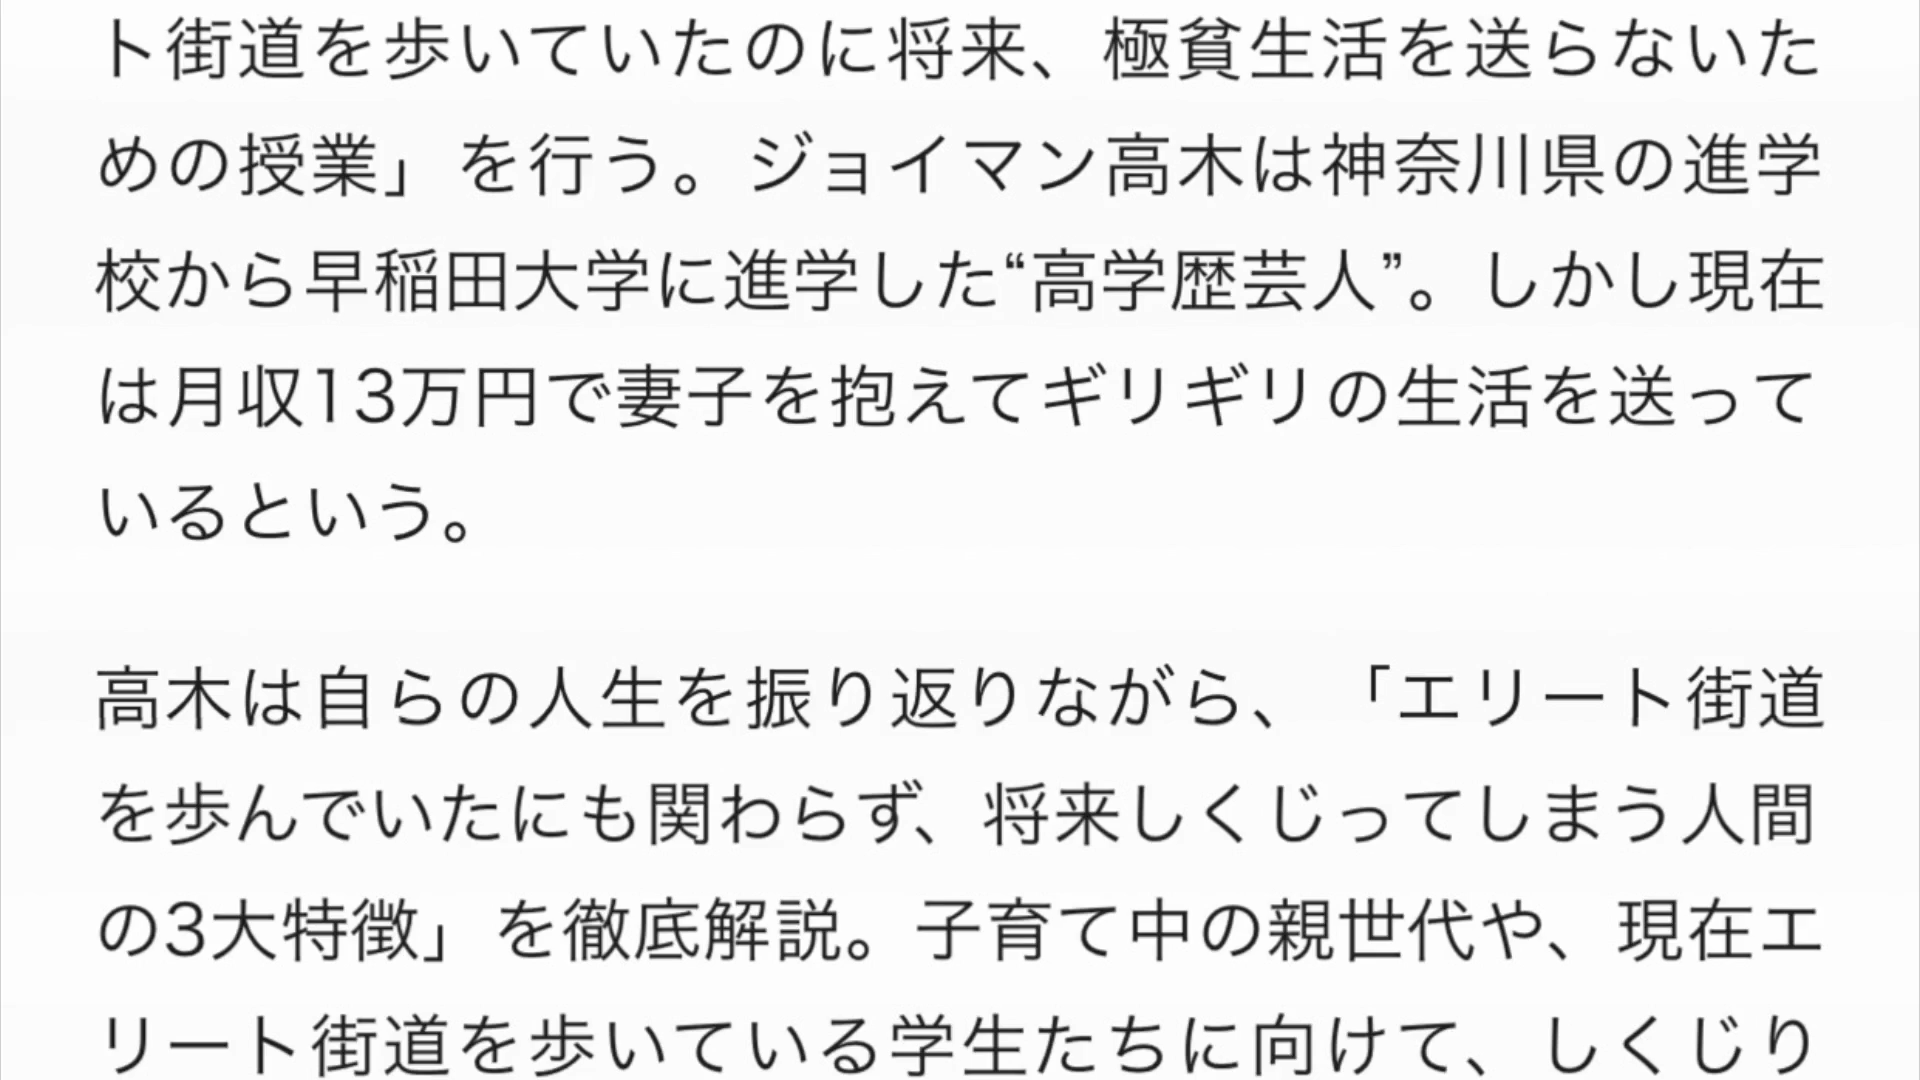 ト街道を歩いていたのに将来、極貧生活を送らないた
めの授業」を行う。ジョイマン高木は神奈川県の進学
校から早稲田大学に進学した“高学歴芸人”。しかし現在
は月収13万円で妻子を抱えてギリギリの生活を送って
いるという。
高木は自らの人生を振り返りながら、「エリート街道
を歩んでいたにも関わらず、将来しくじってしまう人間
の3大特徴」を徹底解説。子育て中の親世代や、現在エ
リート街道を歩いている学生たちに向けて、しくじり